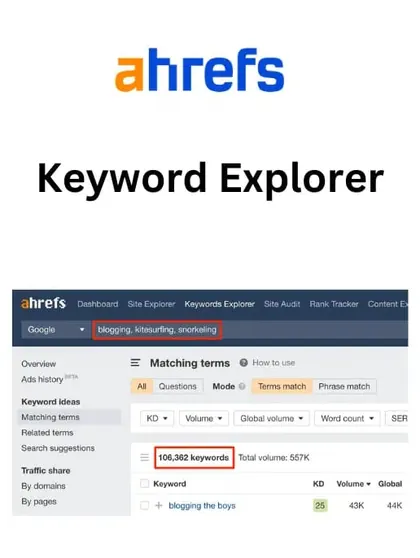 ahrefs
Keyword Explorer
ahrefs Dashboard Site Explorer Keywords Explorer Site Audit Rank Tracker Content Ex
Google blogging, kitesurfing, snorkeling
Overview
Ads history BETA
Keyword ideas
Matching terms
Related terms
Search suggestions
Traffic share
By domains
By pages
Matching terms ? How to use
All Questions Mode ? Terms match Phrase match
KD Volume Global volume Word count SER
106,362 keywords Total volume: 557K
Keyword KD Volume Global
+ blogging the boys 25 43K 44K